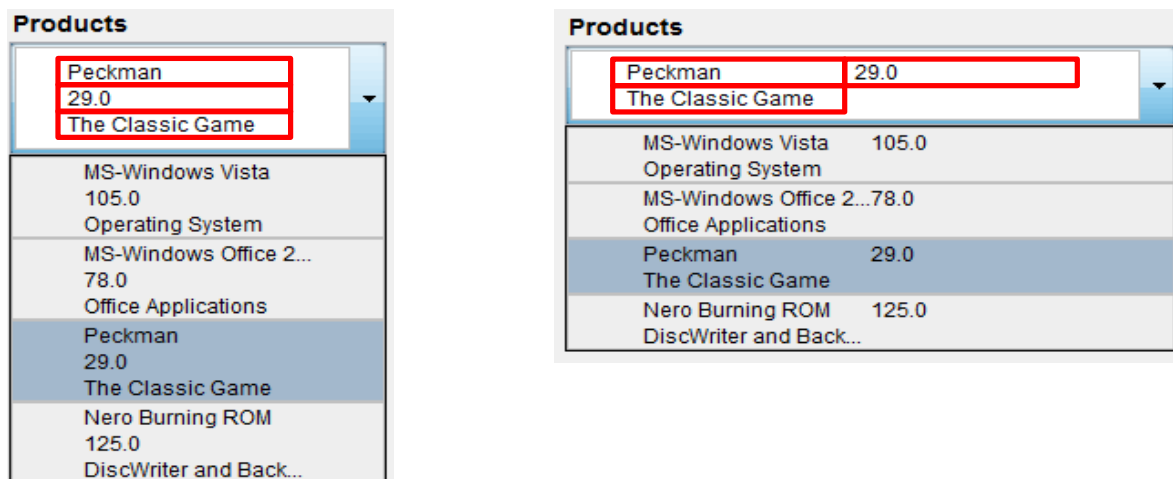 Products
Peckman
29.0
The Classic Game
MS-Windows Vista
105.0
Operating System
MS-Windows Office 2...
78.0
Office Applications
Peckman
29.0
The Classic Game
Nero Burning ROM
125.0
DiscWriter and Back...
Products
Peckman 29.0
The Classic Game
MS-Windows Vista 105.0
Operating System
MS-Windows Office 2...78.0
Office Applications
Peckman 29.0
The Classic Game
Nero Burning ROM 125.0
DiscWriter and Back...